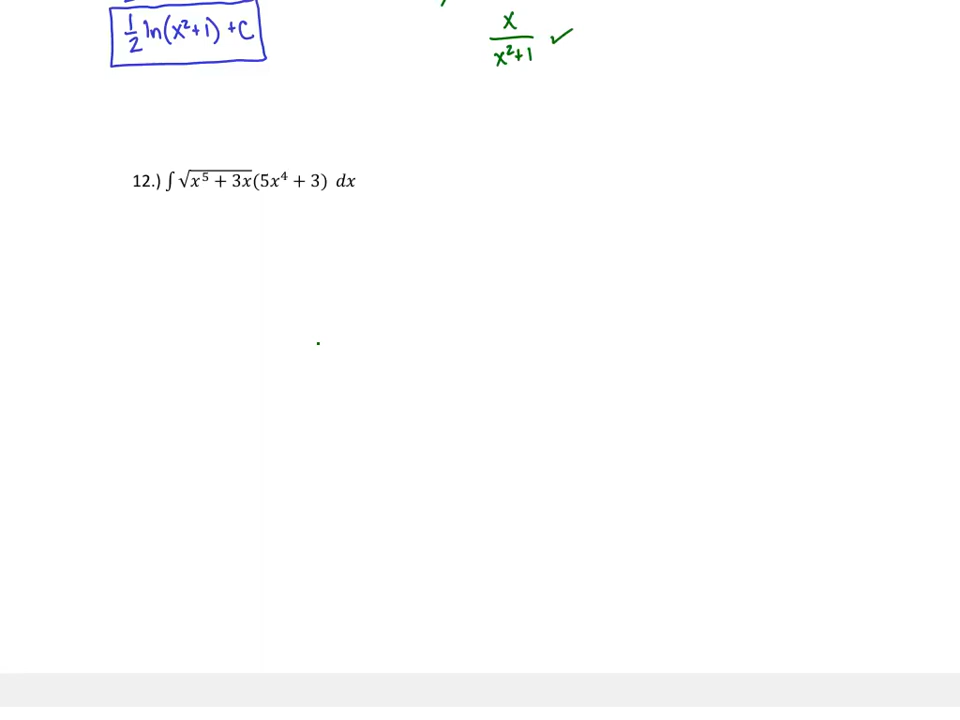 ½ ln(x²+1) + C
x
x²+1 ✓
12.) ∫ √(x⁵ + 3x)(5x⁴ + 3) dx